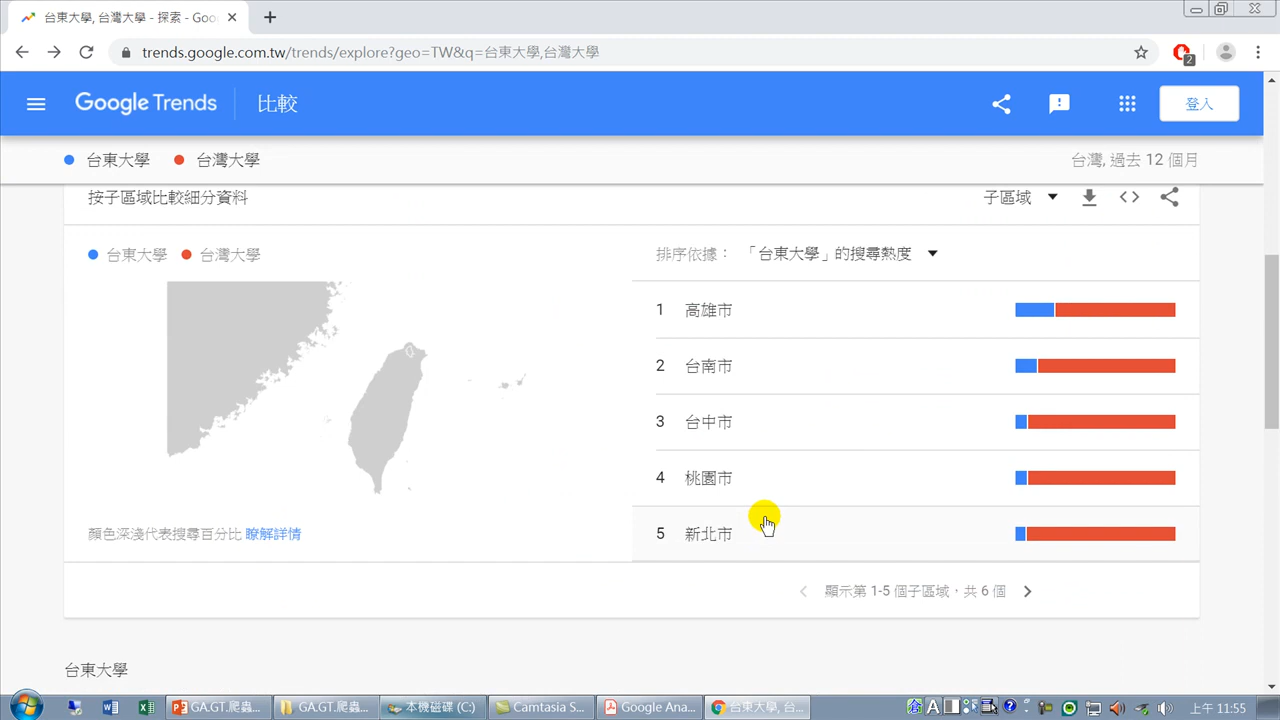 台東大學, 台灣大學 - 探索 - Goo
trends.google.com.tw/trends/explore?geo=TW&q=台東大學,台灣大學
2
Google Trends
比較
登入
台東大學
台灣大學
台灣, 過去 12 個月
按子區域比較細分資料
子區域
台東大學
台灣大學
排序依據：
「台東大學」的搜尋熱度
1 高雄市
2 台南市
3 台中市
4 桃園市
5 新北市
顏色深淺代表搜尋百分比 瞭解詳情
顯示第 1-5 個子區域，共 6 個
台東大學
GA.GT.爬蟲...
GA.GT.爬蟲...
本機磁碟 (C:)
Camtasia S...
Google Ana...
台東大學, 台...
上午 11:55